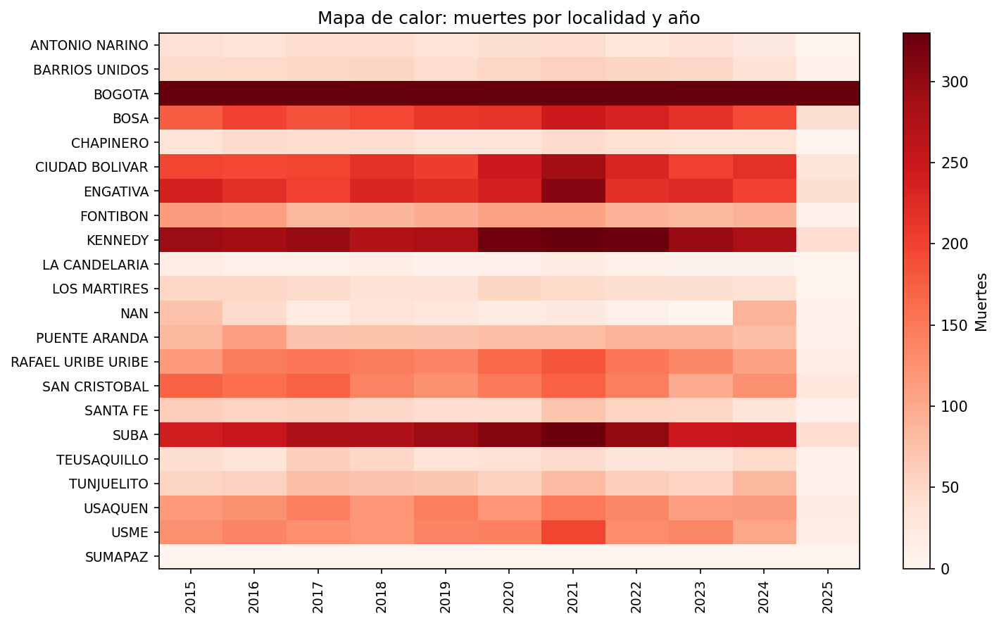 Mapa de calor: muertes por localidad y año
ANTONIO NARINO
BARRIOS UNIDOS
BOGOTA
BOSA
CHAPINERO
CIUDAD BOLIVAR
ENGATIVA
FONTIBON
KENNEDY
LA CANDELARIA
LOS MARTIRES
NAN
PUENTE ARANDA
RAFAEL URIBE URIBE
SAN CRISTOBAL
SANTA FE
SUBA
TEUSAQUILLO
TUNJUELITO
USAQUEN
USME
SUMAPAZ
2015 2016 2017 2018 2019 2020 2021 2022 2023 2024 2025
300
250
200
150
100
50
0
Muertes